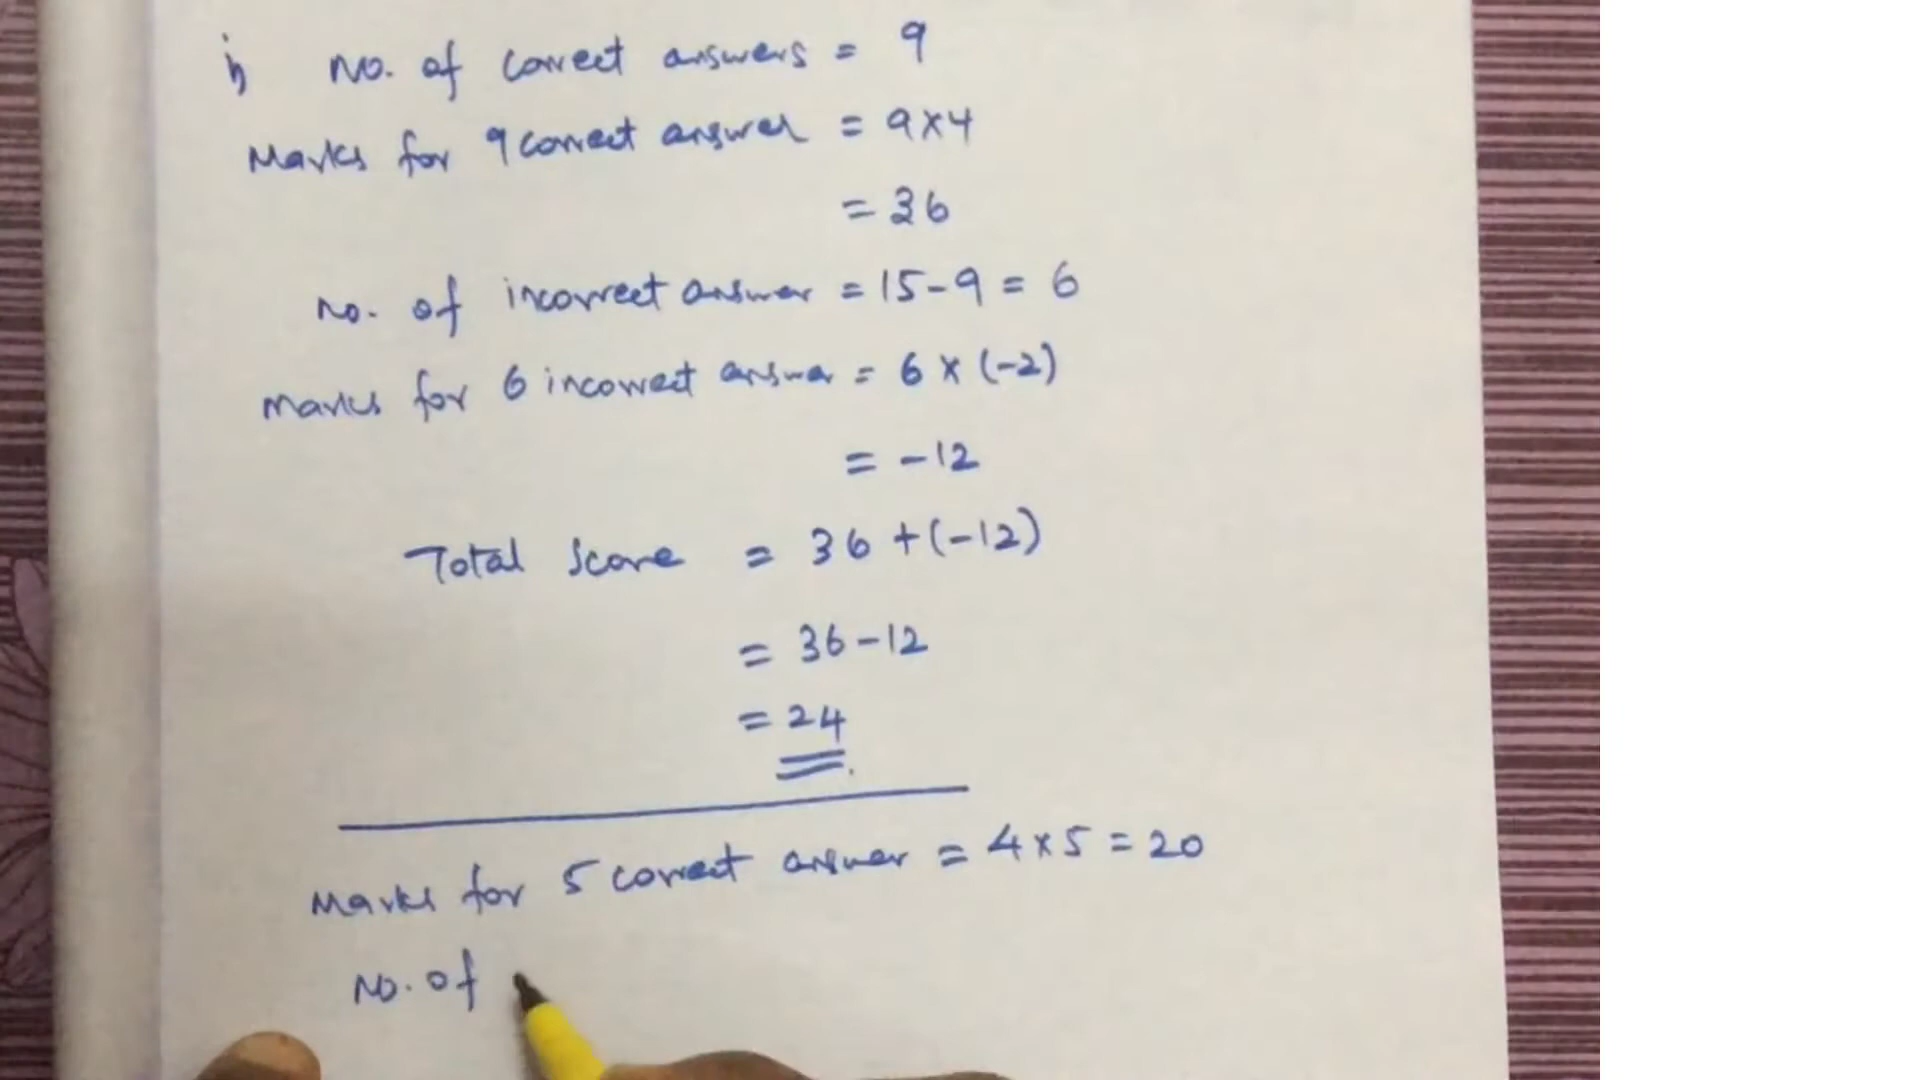 i) No. of correct answers = 9
Marks for 9 correct answer = 9×4
= 36
No. of incorrect answer = 15-9 = 6
Marks for 6 incorrect answer = 6 × (-2)
= -12
Total Score = 36 + (-12)
= 36-12
= 24
Marks for 5 correct answer = 4×5 = 20
No. of